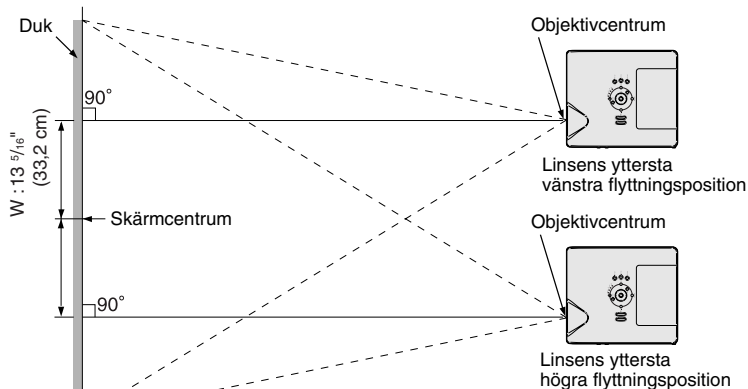 Duk
Objektivcentrum
90°
W : 13 5/16"
(33,2 cm)
Linsens yttersta
vänstra flyttningsposition
Skärmcentrum
Objektivcentrum
90°
Linsens yttersta
högra flyttningsposition